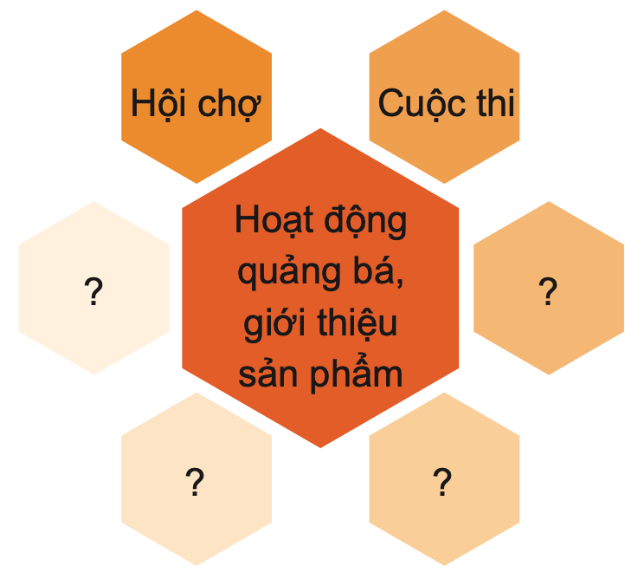 Hội chợ
Cuộc thi
Hoạt động
quảng bá,
giới thiệu
sản phẩm
?
?
?
?